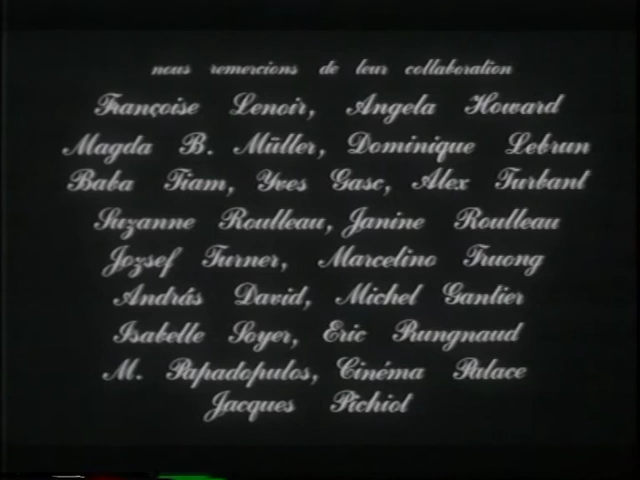 nous remercions de leur collaboration
Françoise Lenoir, Angela Howard
Magda B. Müller, Dominique Lebrun
Baba Tiam, Yves Gasc, Alex Turbant
Suzanne Roulleau, Janine Roulleau
Jozsef Turner, Marcelino Truong
András David, Michel Gantier
Isabelle Soyer, Eric Rungnaud
M. Papadopulos, Cinéma Palace
Jacques Pichiol